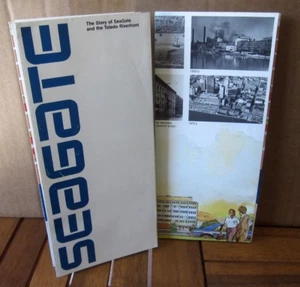 The Story of SeaGate
and the Toledo Riverfront
SEAGATE